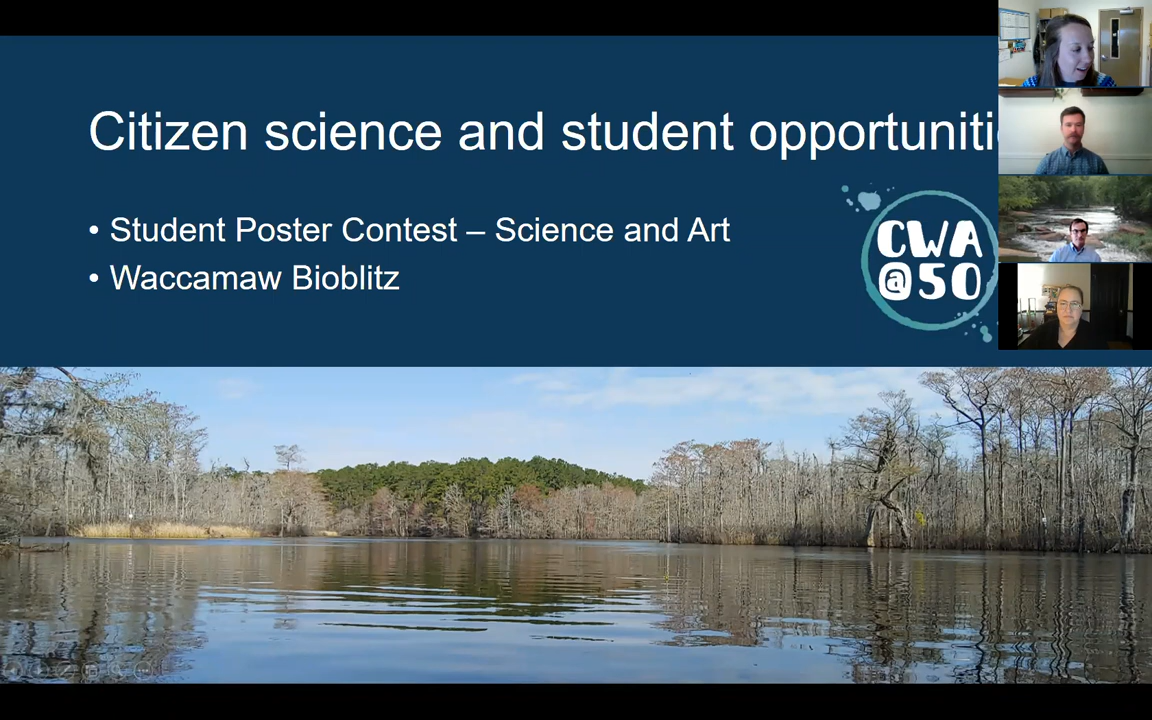 Citizen science and student opportuniti
• Student Poster Contest – Science and Art
• Waccamaw Bioblitz
CWA
@50